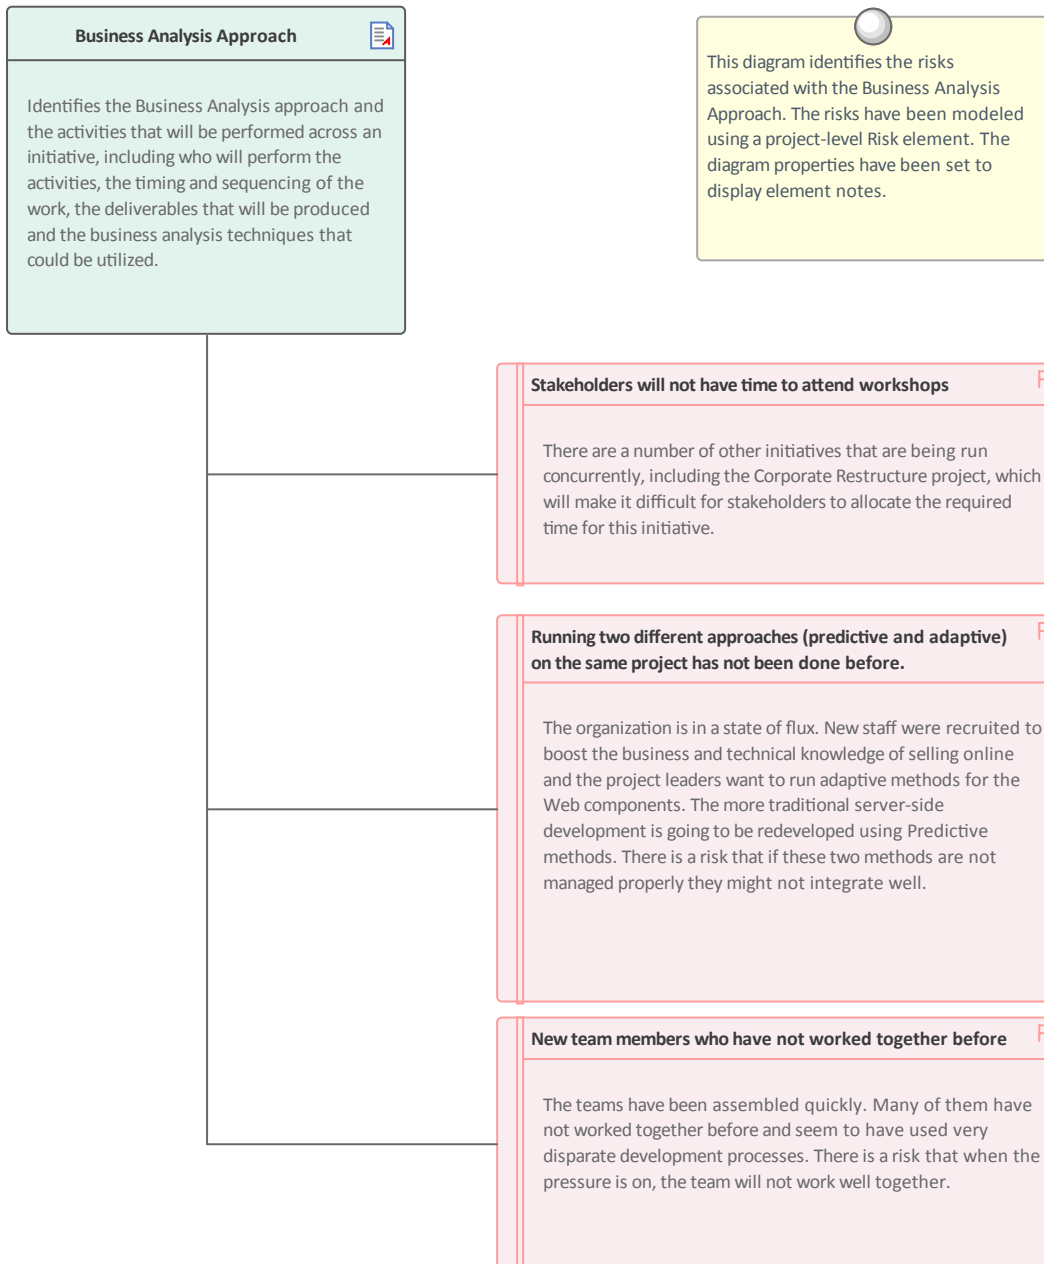 Business Analysis Approach
Identifies the Business Analysis approach and
the activities that will be performed across an
initiative, including who will perform the
activities, the timing and sequencing of the
work, the deliverables that will be produced
and the business analysis techniques that
could be utilized.
This diagram identifies the risks
associated with the Business Analysis
Approach. The risks have been modeled
using a project-level Risk element. The
diagram properties have been set to
display element notes.
Stakeholders will not have time to attend workshops
There are a number of other initiatives that are being run
concurrently, including the Corporate Restructure project, which
will make it difficult for stakeholders to allocate the required
time for this initiative.
Running two different approaches (predictive and adaptive)
on the same project has not been done before.
The organization is in a state of flux. New staff were recruited to
boost the business and technical knowledge of selling online
and the project leaders want to run adaptive methods for the
Web components. The more traditional server-side
development is going to be redeveloped using Predictive
methods. There is a risk that if these two methods are not
managed properly they might not integrate well.
New team members who have not worked together before
The teams have been assembled quickly. Many of them have
not worked together before and seem to have used very
disparate development processes. There is a risk that when the
pressure is on, the team will not work well together.